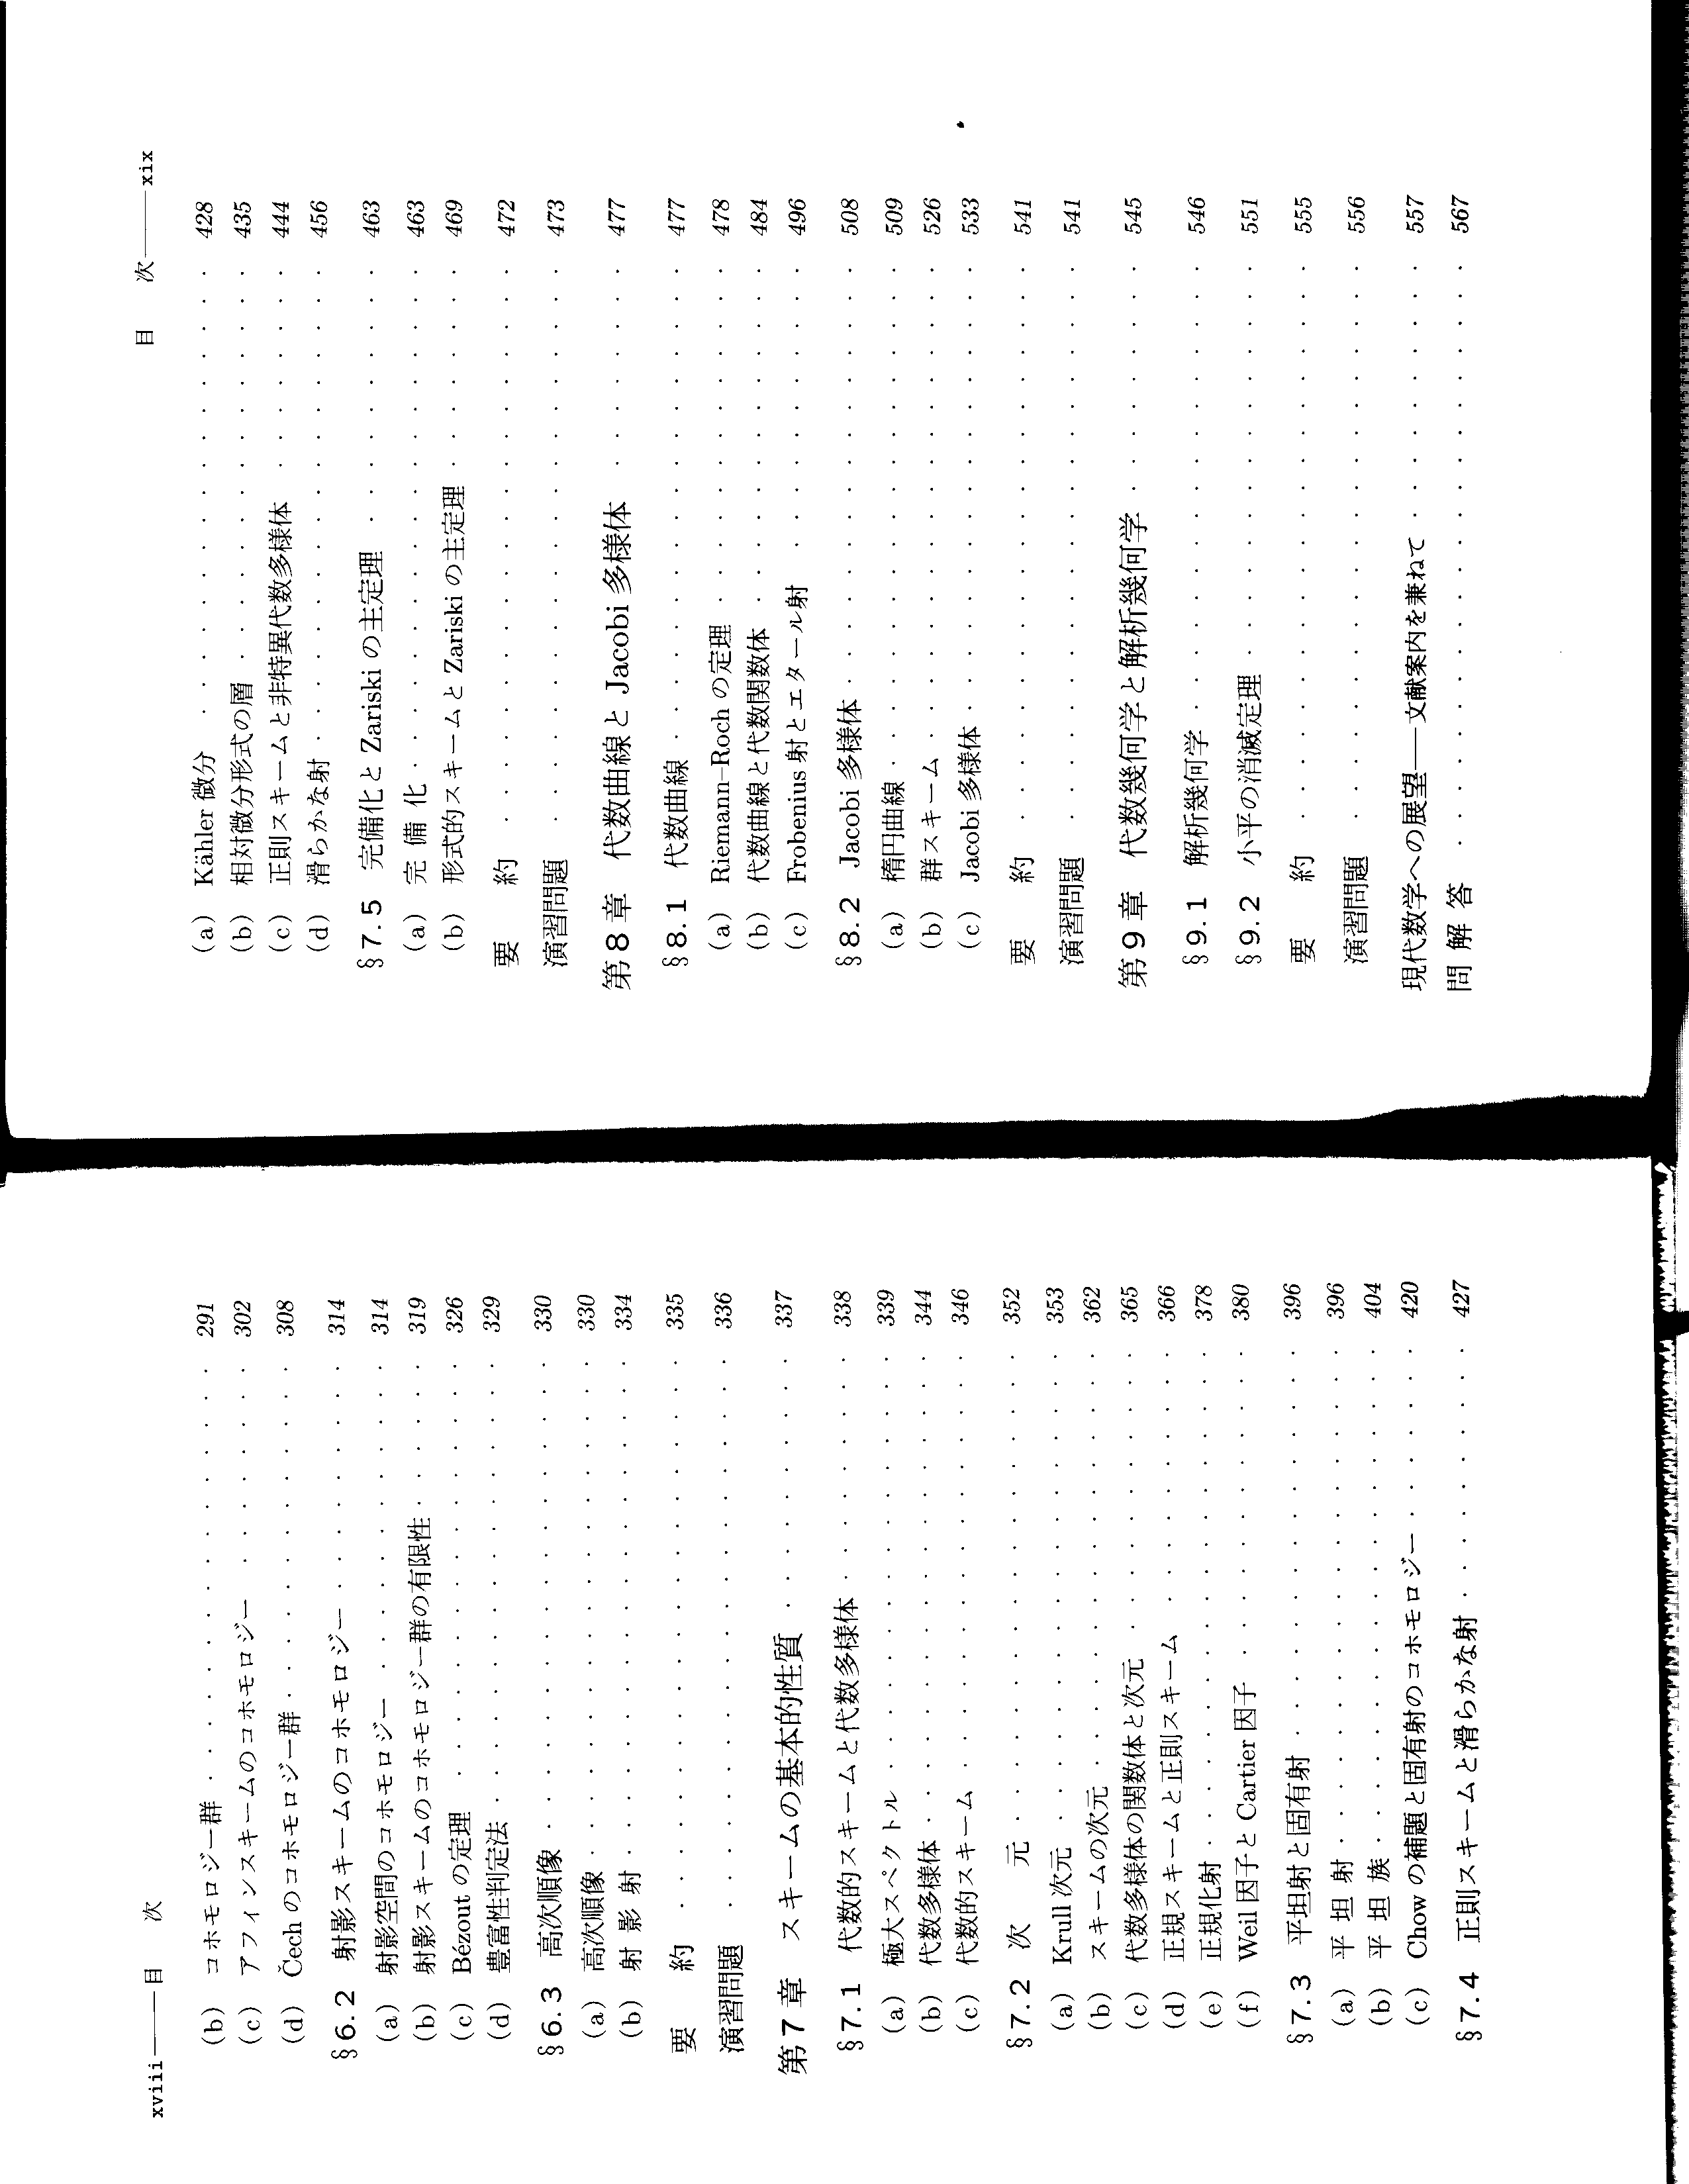 xviii——目　次
(b) コホモロジー群 291
(c) アフィンスキームのコホモロジー 302
(d) Čech のコホモロジー群 308
§6.2 射影スキームのコホモロジー 314
(a) 射影空間のコホモロジー 314
(b) 射影スキームのコホモロジー群の有限性 319
(c) Bézout の定理 326
(d) 豊富性判定法 329
§6.3 高次順像 330
(a) 高次順像 330
(b) 射影射 334
要　約 335
演習問題 336
第7章 スキームの基本的性質 337
§7.1 代数的スキームと代数多様体 338
(a) 極大スペクトル 339
(b) 代数多様体 344
(c) 代数的スキーム 346
§7.2 次　元 352
(a) Krull 次元 353
(b) スキームの次元 362
(c) 代数多様体の関数体と次元 365
(d) 正規スキームと正則スキーム 366
(e) 正規化射 378
(f) Weil 因子と Cartier 因子 380
§7.3 平坦射と固有射 396
(a) 平坦射 396
(b) 平坦族 404
(c) Chow の補題と固有射のコホモロジー 420
§7.4 正則スキームと滑らかな射 427
目　次——xix
(a) Kähler 微分 428
(b) 相対微分形式の層 435
(c) 正則スキームと非特異代数多様体 444
(d) 滑らかな射 456
§7.5 完備化と Zariski の主定理 463
(a) 完備化 463
(b) 形式的スキームと Zariski の主定理 469
要　約 472
演習問題 473
第8章 代数曲線と Jacobi 多様体 477
§8.1 代数曲線 477
(a) Riemann–Roch の定理 478
(b) 代数曲線と代数関数体 484
(c) Frobenius 射とエタール射 496
§8.2 Jacobi 多様体 508
(a) 楕円曲線 509
(b) 群スキーム 526
(c) Jacobi 多様体 533
要　約 541
演習問題 541
第9章 代数幾何学と解析幾何学 545
§9.1 解析幾何学 546
§9.2 小平の消滅定理 551
要　約 555
演習問題 556
現代数学への展望——文献案内を兼ねて 557
問解答 567